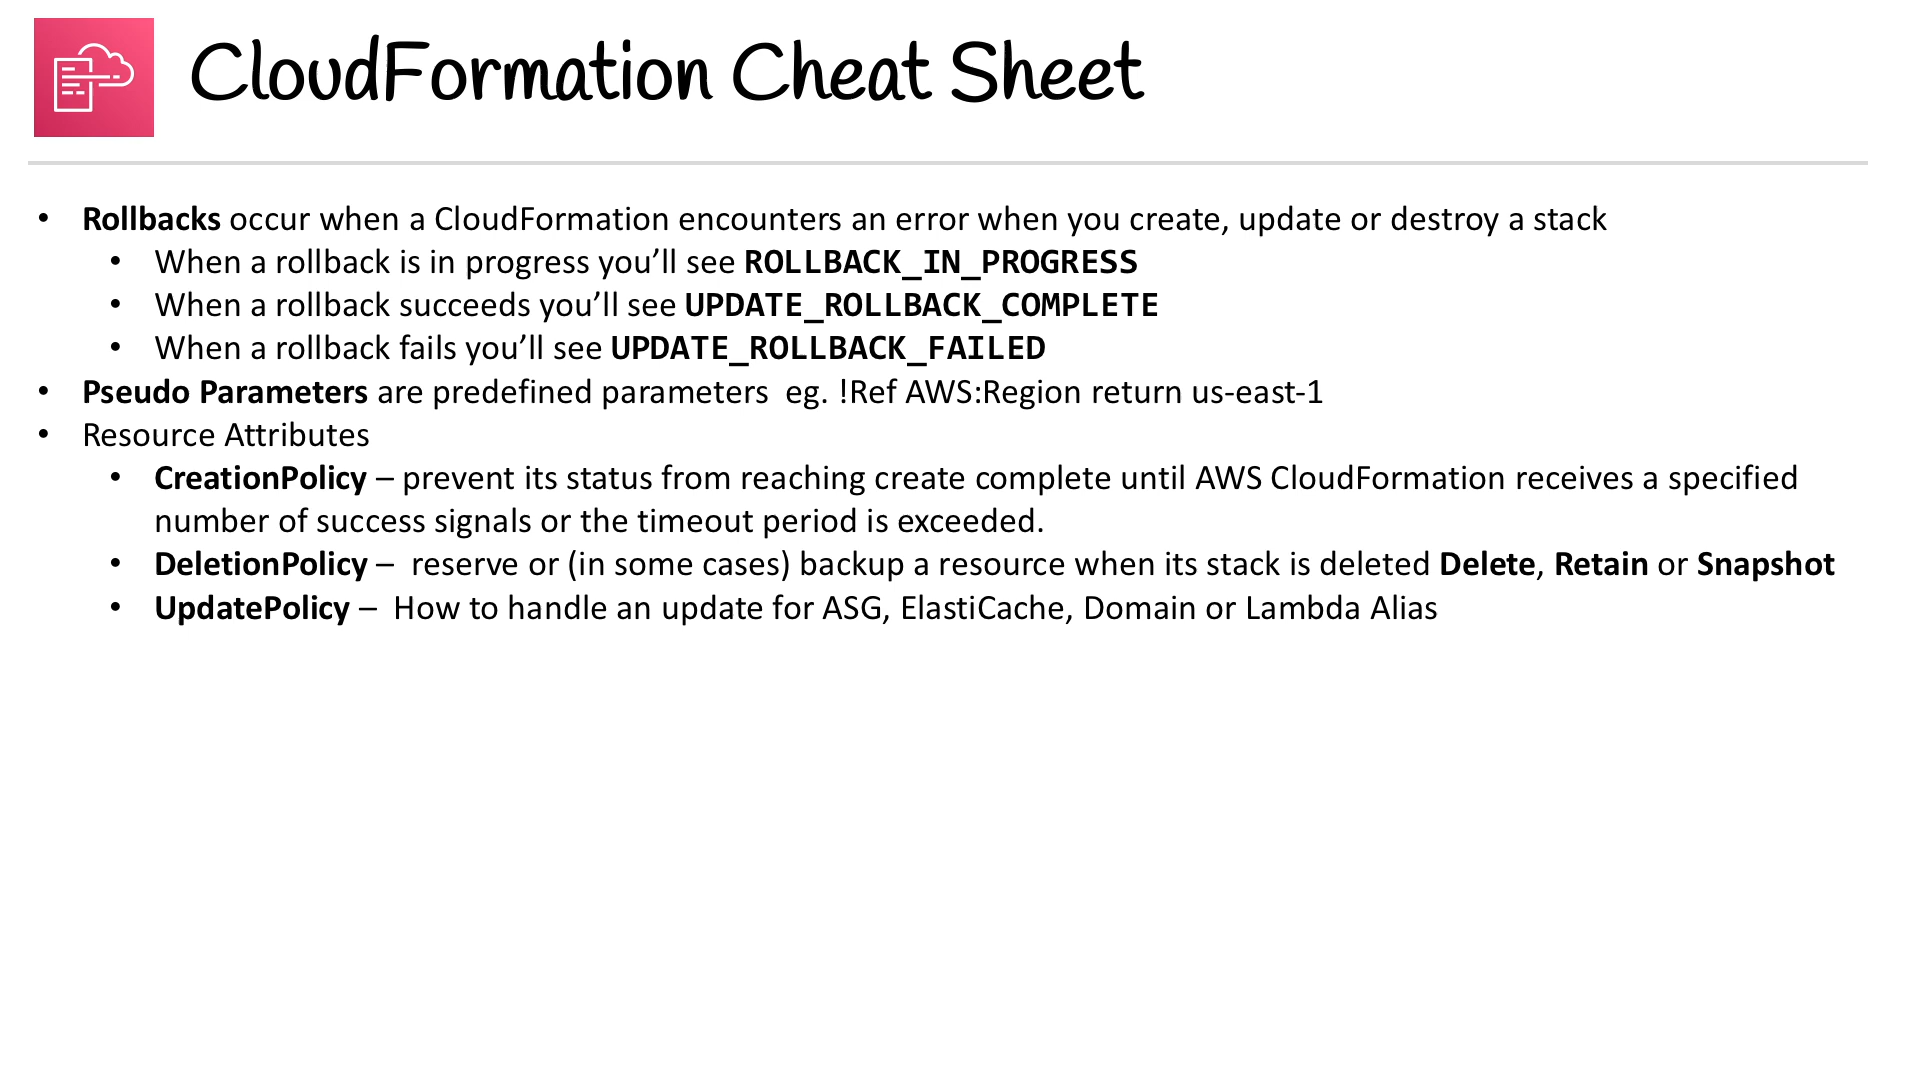 CloudFormation Cheat Sheet
• Rollbacks occur when a CloudFormation encounters an error when you create, update or destroy a stack
• When a rollback is in progress you’ll see ROLLBACK_IN_PROGRESS
• When a rollback succeeds you’ll see UPDATE_ROLLBACK_COMPLETE
• When a rollback fails you’ll see UPDATE_ROLLBACK_FAILED
• Pseudo Parameters are predefined parameters  eg. !Ref AWS:Region return us-east-1
• Resource Attributes
• CreationPolicy – prevent its status from reaching create complete until AWS CloudFormation receives a specified
number of success signals or the timeout period is exceeded.
• DeletionPolicy –  reserve or (in some cases) backup a resource when its stack is deleted Delete, Retain or Snapshot
• UpdatePolicy –  How to handle an update for ASG, ElastiCache, Domain or Lambda Alias